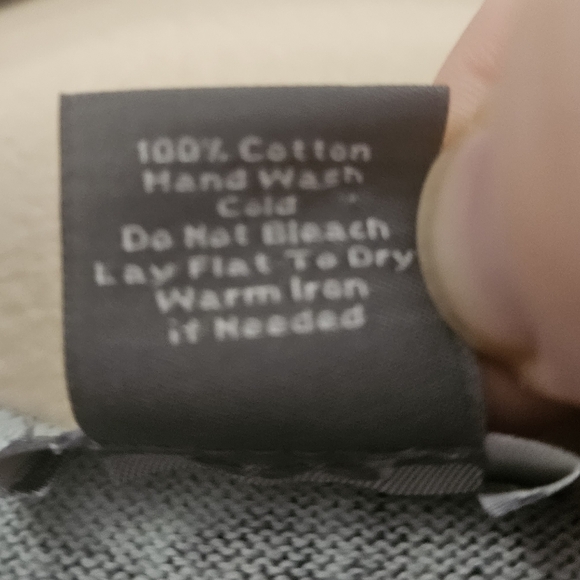 100% Cotton
Hand Wash
Cold
Do Not Bleach
Lay Flat To Dry
Warm Iron
if Needed